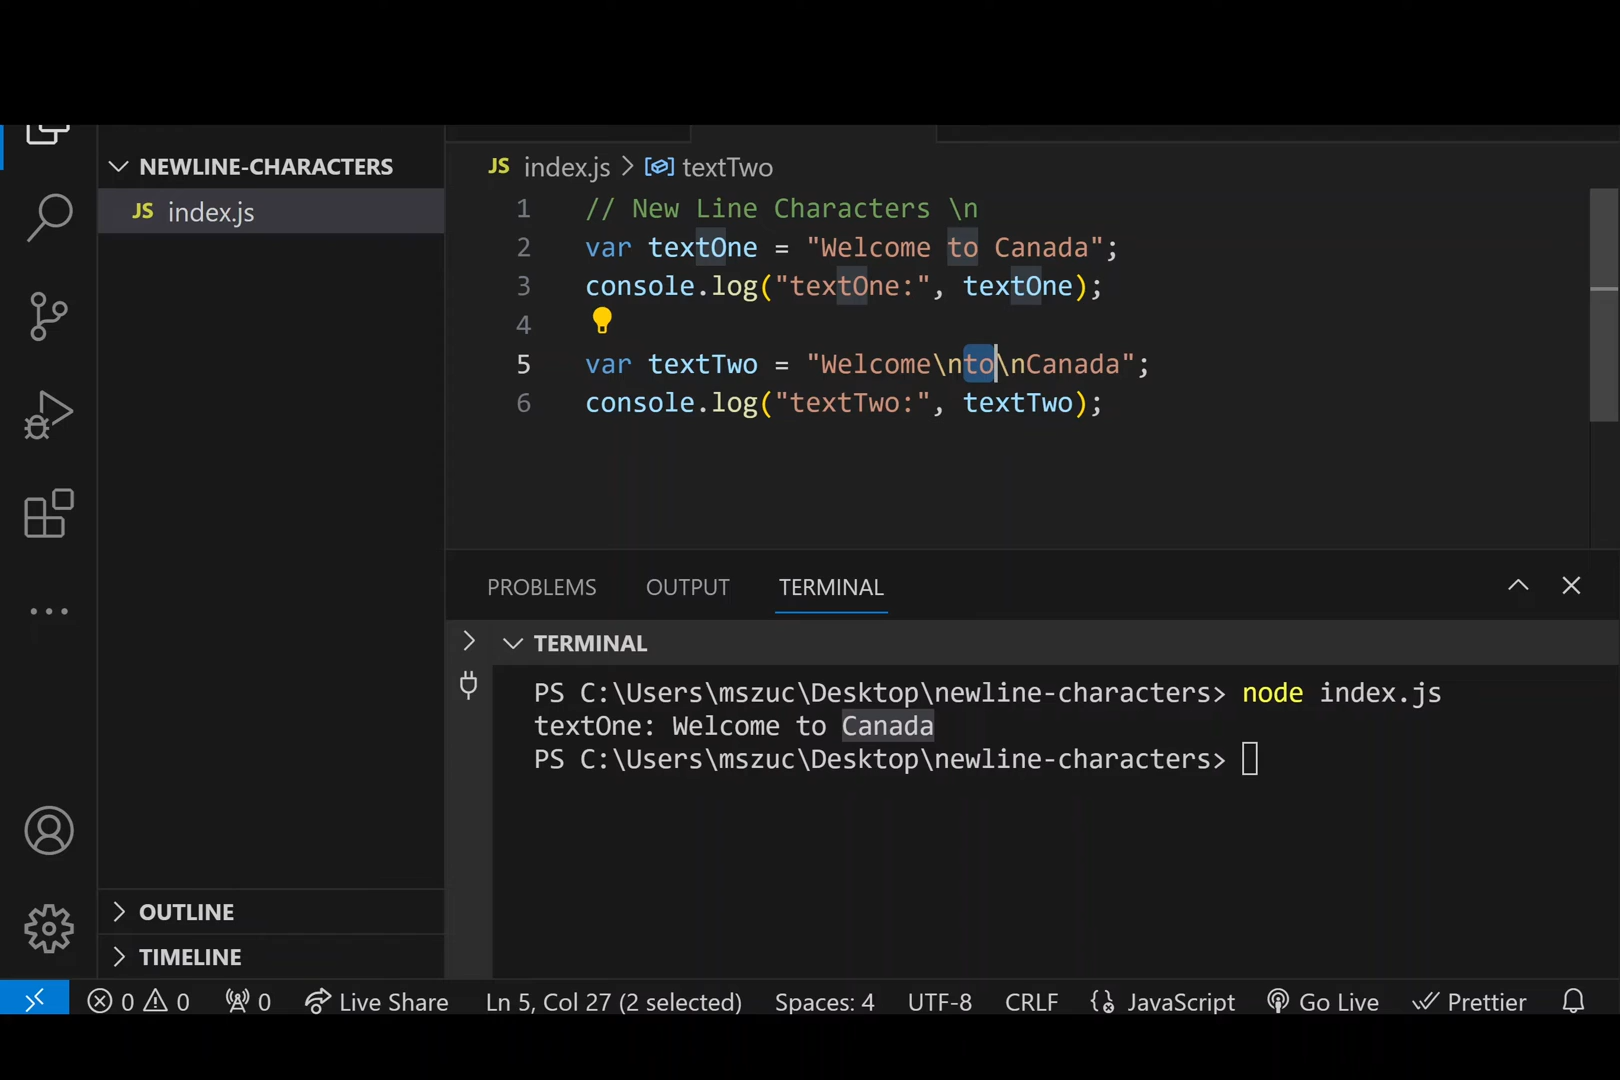 NEWLINE-CHARACTERS
JS index.js
JS index.js > textTwo
1 // New Line Characters \n
2 var textOne = "Welcome to Canada";
3 console.log("textOne:", textOne);
4
5 var textTwo = "Welcome\nto\nCanada";
6 console.log("textTwo:", textTwo);
PROBLEMS OUTPUT TERMINAL
TERMINAL
PS C:\Users\mszuc\Desktop\newline-characters> node index.js
textOne: Welcome to Canada
PS C:\Users\mszuc\Desktop\newline-characters>
OUTLINE
TIMELINE
0 0 0 Live Share Ln 5, Col 27 (2 selected) Spaces: 4 UTF-8 CRLF JavaScript Go Live Prettier